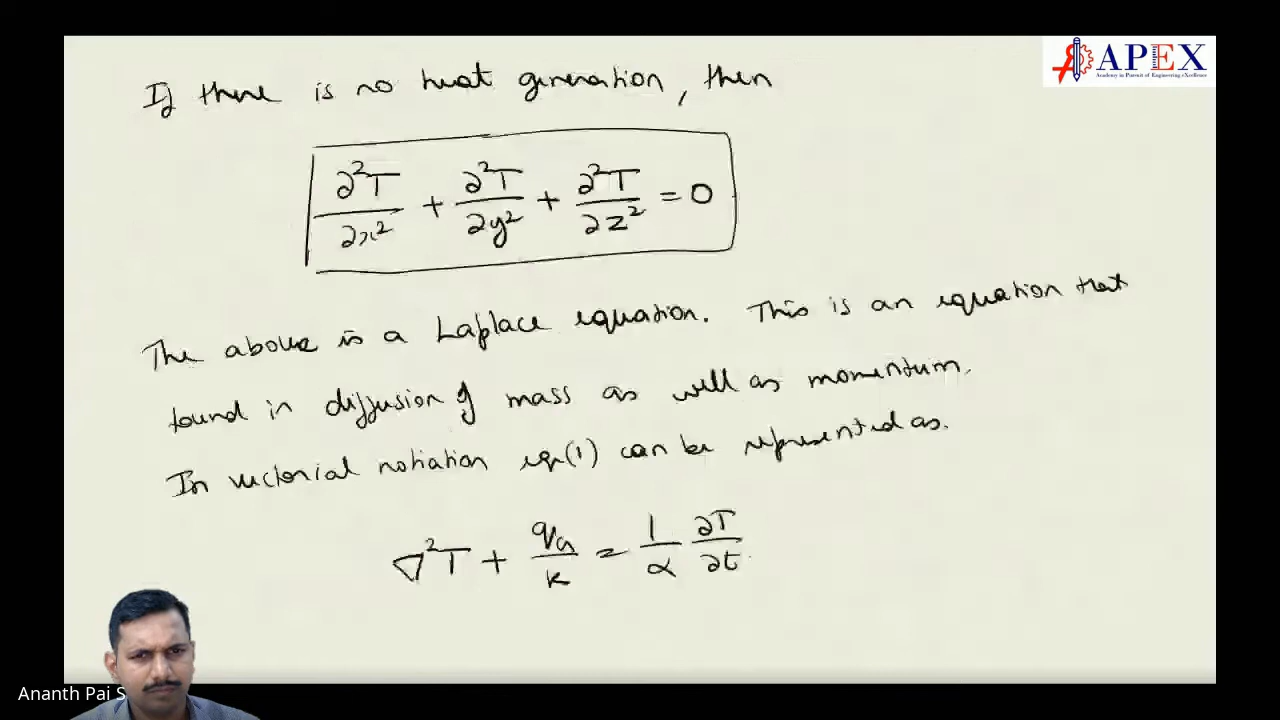 If there is no heat generation, then
APEX
Academy in Pursuit of Engineering eXcellence
∂²T/∂x² + ∂²T/∂y² + ∂²T/∂z² = 0
The above is a Laplace equation. This is an equation that
found in diffusion of mass as well as momentum.
In vectorial notiation eqn(1) can be represented as.
∇²T + qG/k = 1/α ∂T/∂t
Ananth Pai S